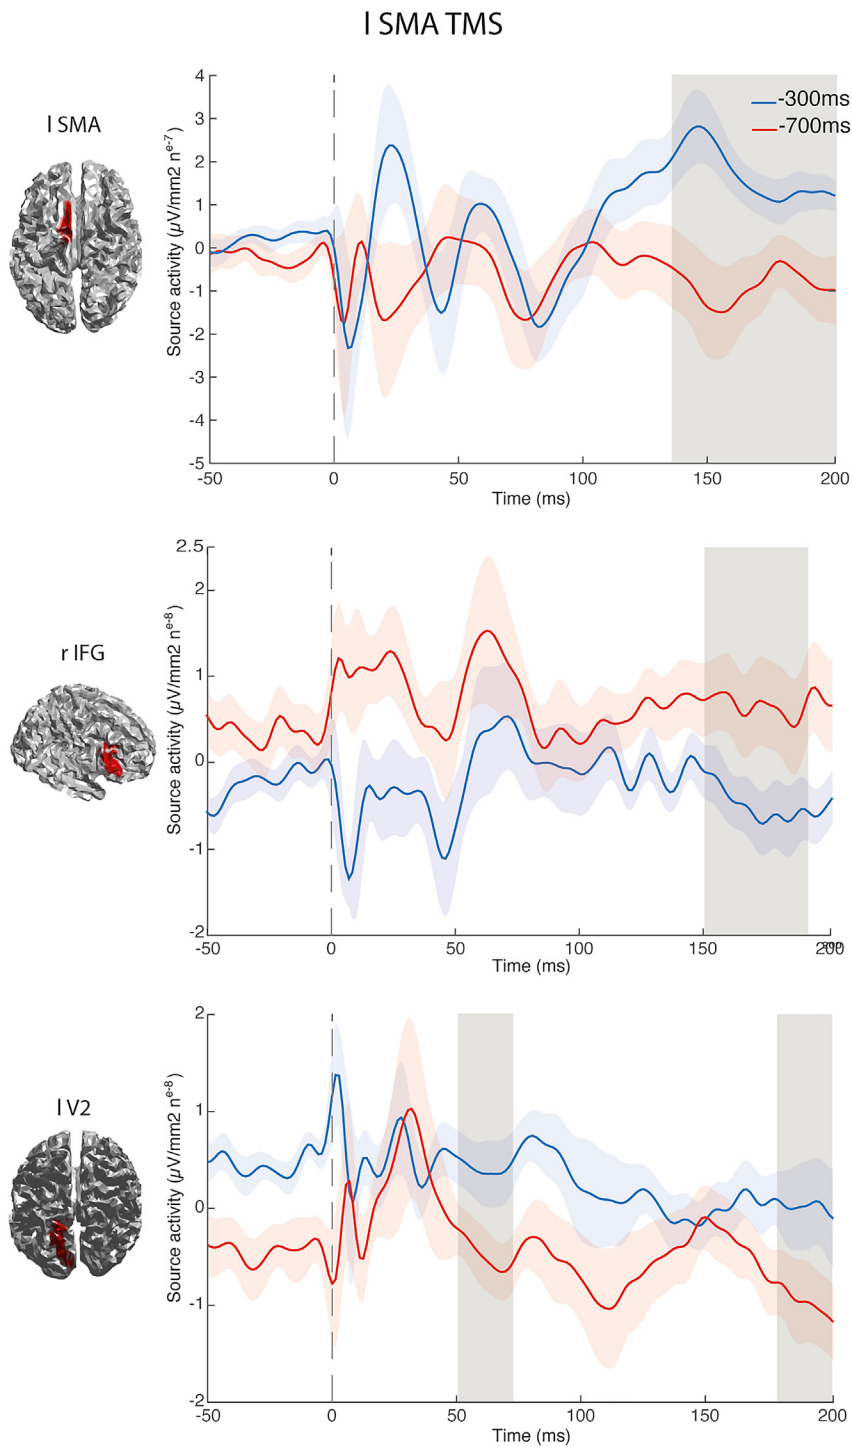 l SMA TMS
l SMA
Source activity (µV/mm2 n^e-7)
4
3
2
1
0
-1
-2
-3
-4
-5
-300ms
-700ms
-50 0 50 100 150 200
Time (ms)
r IFG
Source activity (µV/mm2 n^e-8)
2.5
2
1
0
-1
-2
-50 0 50 100 150 200
Time (ms)
l V2
Source activity (µV/mm2 n^e-8)
2
1
0
-1
-2
-50 0 50 100 150 200
Time (ms)